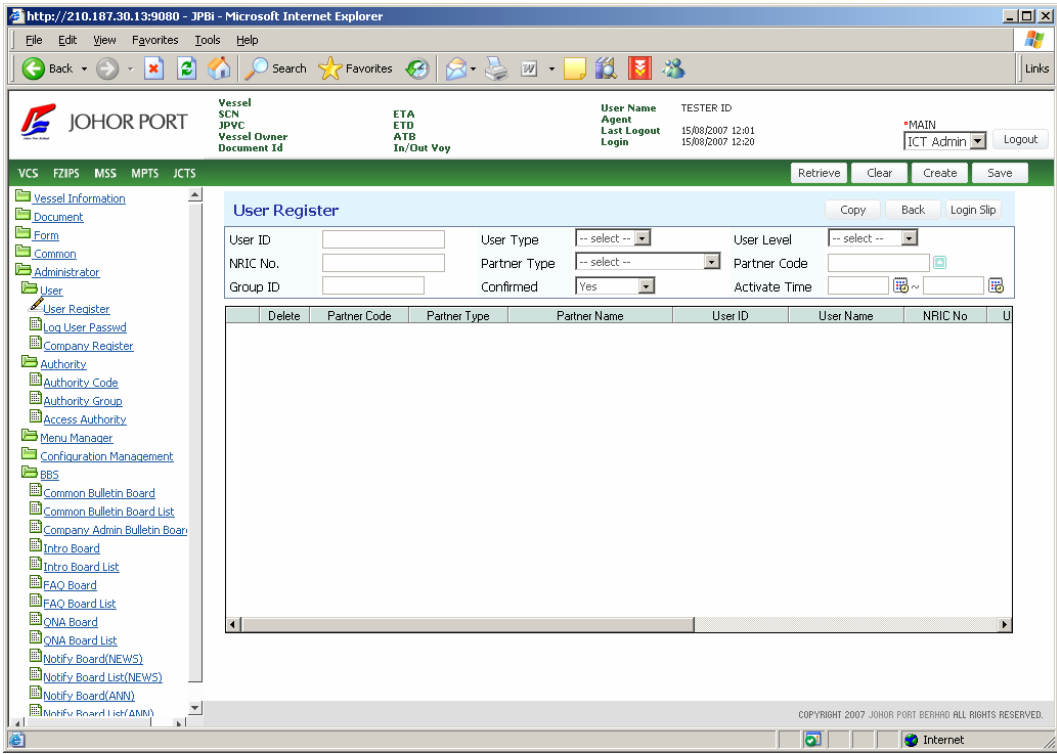 http://210.187.30.13:9080 - JPBi - Microsoft Internet Explorer
File Edit View Favorites Tools Help
Back Search Favorites Links
JOHOR PORT
Vessel
SCN ETA User Name TESTER ID
JPVC ETD Agent
Vessel Owner ATB Last Logout 15/08/2007 12:01
Document Id In/Out Voy Login 15/08/2007 12:20
*MAIN
ICT Admin Logout
VCS FZIPS MSS MPTS JCTS Retrieve Clear Create Save
Vessel Information
Document
Form
Common
Administrator
User
User Register
Log User Passwd
Company Register
Authority
Authority Code
Authority Group
Access Authority
Menu Manager
Configuration Management
BBS
Common Bulletin Board
Common Bulletin Board List
Company Admin Bulletin Boar
Intro Board
Intro Board List
FAQ Board
FAQ Board List
QNA Board
QNA Board List
Notify Board(NEWS)
Notify Board List(NEWS)
Notify Board(ANN)
Notify Board List(ANN)
User Register Copy Back Login Slip
User ID User Type -- select -- User Level -- select --
NRIC No. Partner Type -- select -- Partner Code
Group ID Confirmed Yes Activate Time ~
Delete Partner Code Partner Type Partner Name User ID User Name NRIC No U
COPYRIGHT 2007 JOHOR PORT BERHAD ALL RIGHTS RESERVED.
Internet